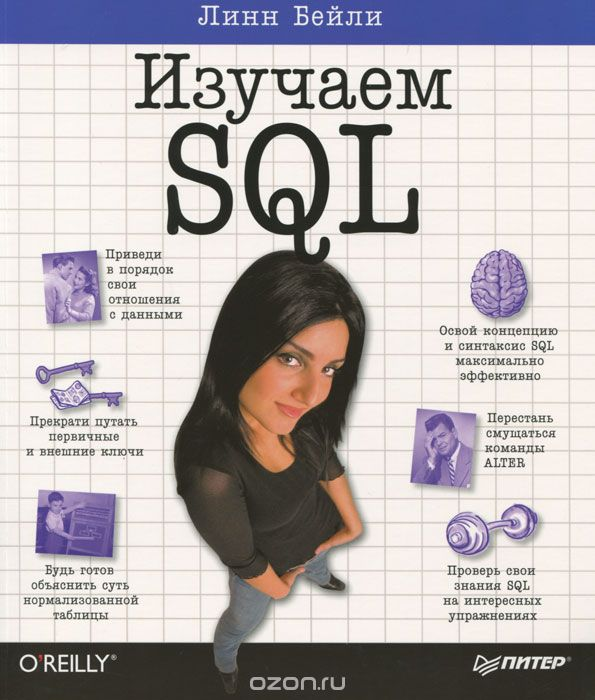 Линн Бейли
Изучаем
SQL
Приведи
в порядок
свои
отношения
с данными
Прекрати путать
первичные
и внешние ключи
Будь готов
объяснить суть
нормализованной
таблицы
Освой концепцию
и синтаксис SQL
максимально
эффективно
Перестань
смущаться
команды
ALTER
Проверь свои
знания SQL
на интересных
упражнениях
O'REILLY®
ПИТЕР®
ozon.ru